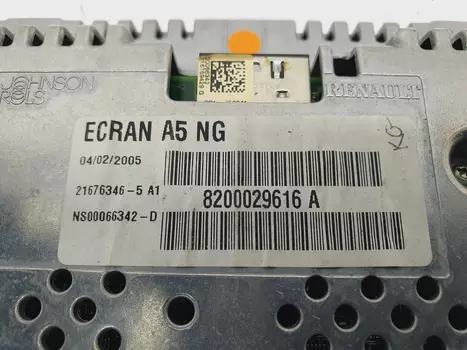 JOHNSON
RENAULT
ECRAN A5 NG
04/02/2005
21676346-5 A1
8200029616 A
NS00066342-D